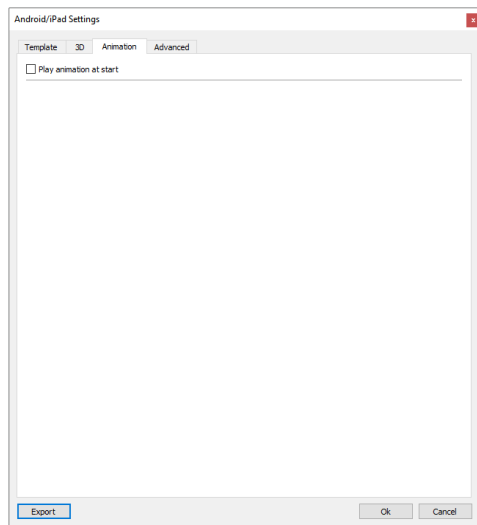 Android/iPad Settings
x
Template 3D Animation Advanced
Play animation at start
Export Ok Cancel